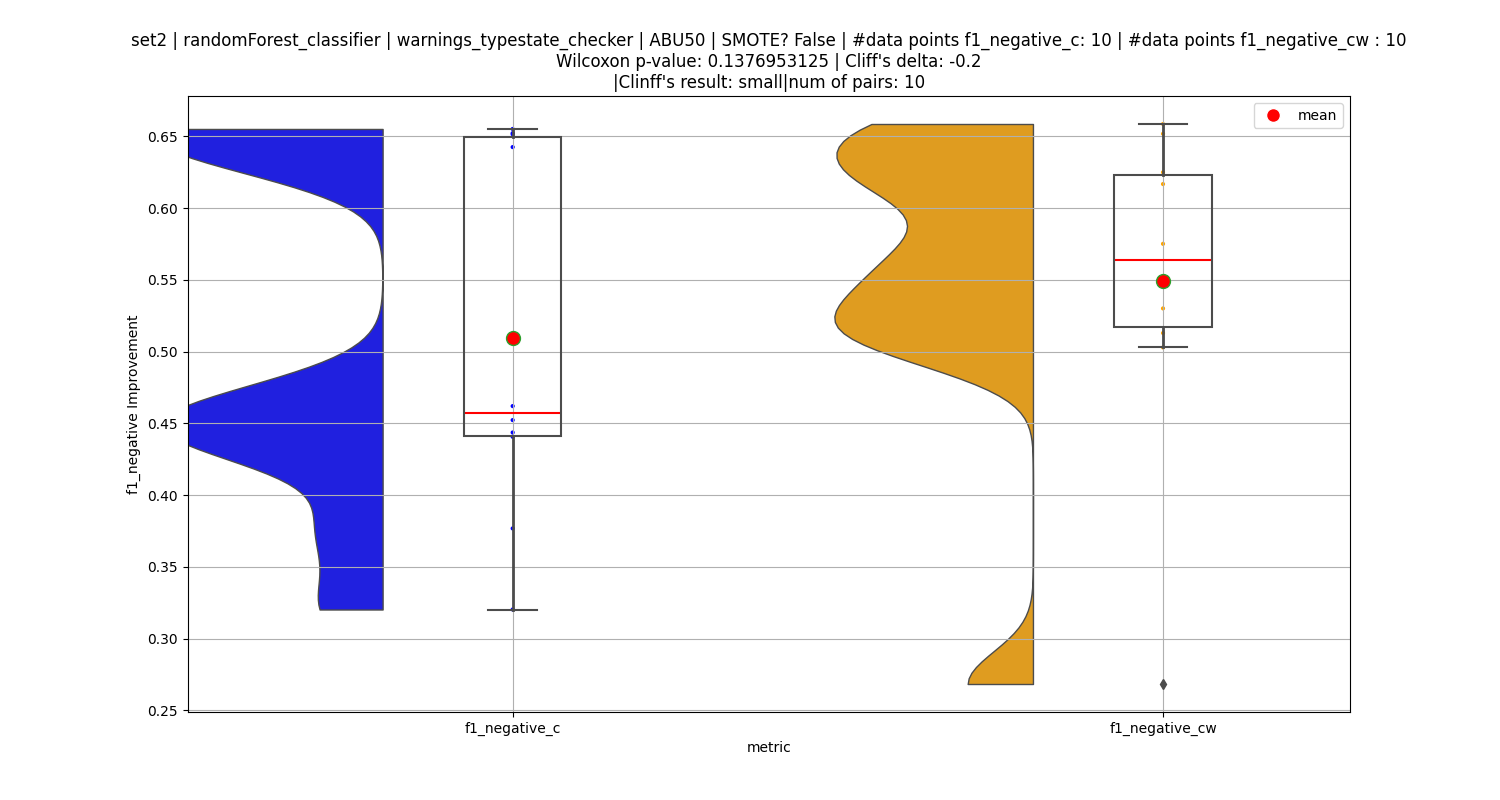 set2 | randomForest_classifier | warnings_typestate_checker | ABU50 | SMOTE? False | #data points f1_negative_c: 10 | #data points f1_negative_cw : 10
Wilcoxon p-value: 0.1376953125 | Cliff's delta: -0.2
|Clinff's result: small|num of pairs: 10
mean
0.65
0.60
0.55
0.50
0.45
0.40
0.35
0.30
0.25
f1_negative Improvement
f1_negative_c
f1_negative_cw
metric